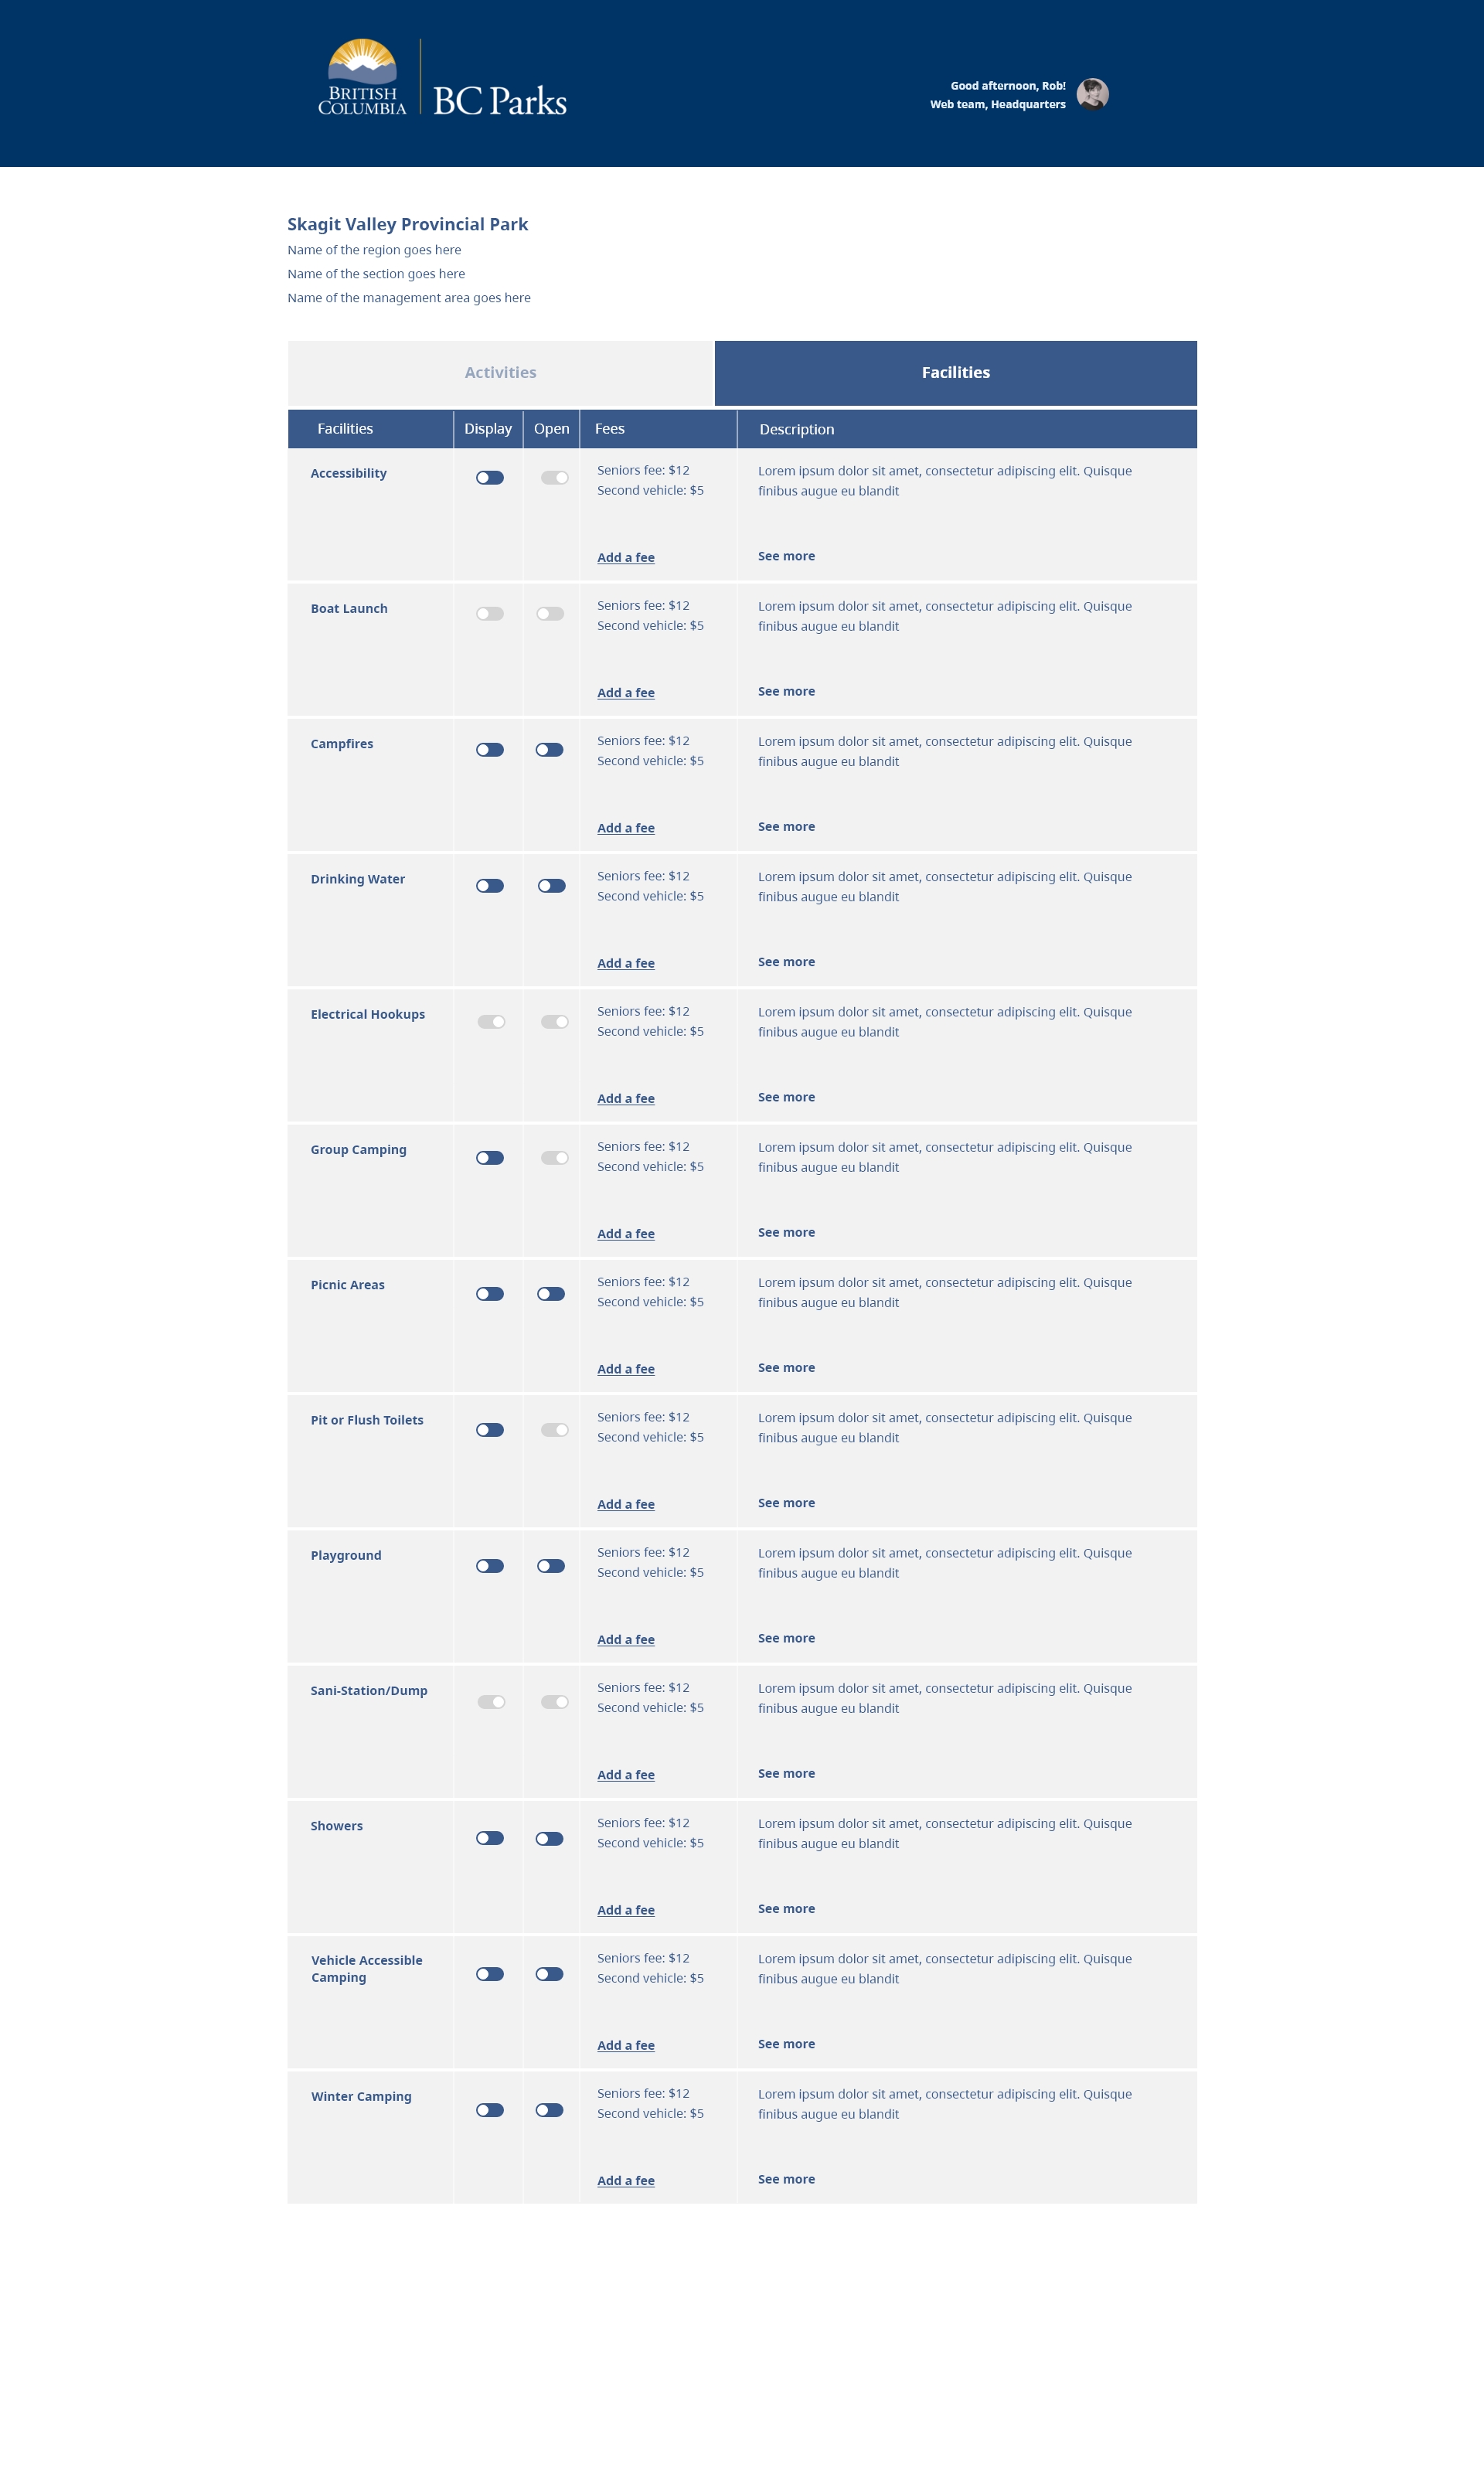 BRITISH
COLUMBIA
BC Parks
Good afternoon, Rob!
Web team, Headquarters
Skagit Valley Provincial Park
Name of the region goes here
Name of the section goes here
Name of the management area goes here
Activities
Facilities
Facilities
Display
Open
Fees
Description
Accessibility
Seniors fee: $12
Second vehicle: $5
Add a fee
Lorem ipsum dolor sit amet, consectetur adipiscing elit. Quisque
finibus augue eu blandit
See more
Boat Launch
Seniors fee: $12
Second vehicle: $5
Add a fee
Lorem ipsum dolor sit amet, consectetur adipiscing elit. Quisque
finibus augue eu blandit
See more
Campfires
Seniors fee: $12
Second vehicle: $5
Add a fee
Lorem ipsum dolor sit amet, consectetur adipiscing elit. Quisque
finibus augue eu blandit
See more
Drinking Water
Seniors fee: $12
Second vehicle: $5
Add a fee
Lorem ipsum dolor sit amet, consectetur adipiscing elit. Quisque
finibus augue eu blandit
See more
Electrical Hookups
Seniors fee: $12
Second vehicle: $5
Add a fee
Lorem ipsum dolor sit amet, consectetur adipiscing elit. Quisque
finibus augue eu blandit
See more
Group Camping
Seniors fee: $12
Second vehicle: $5
Add a fee
Lorem ipsum dolor sit amet, consectetur adipiscing elit. Quisque
finibus augue eu blandit
See more
Picnic Areas
Seniors fee: $12
Second vehicle: $5
Add a fee
Lorem ipsum dolor sit amet, consectetur adipiscing elit. Quisque
finibus augue eu blandit
See more
Pit or Flush Toilets
Seniors fee: $12
Second vehicle: $5
Add a fee
Lorem ipsum dolor sit amet, consectetur adipiscing elit. Quisque
finibus augue eu blandit
See more
Playground
Seniors fee: $12
Second vehicle: $5
Add a fee
Lorem ipsum dolor sit amet, consectetur adipiscing elit. Quisque
finibus augue eu blandit
See more
Sani-Station/Dump
Seniors fee: $12
Second vehicle: $5
Add a fee
Lorem ipsum dolor sit amet, consectetur adipiscing elit. Quisque
finibus augue eu blandit
See more
Showers
Seniors fee: $12
Second vehicle: $5
Add a fee
Lorem ipsum dolor sit amet, consectetur adipiscing elit. Quisque
finibus augue eu blandit
See more
Vehicle Accessible
Camping
Seniors fee: $12
Second vehicle: $5
Add a fee
Lorem ipsum dolor sit amet, consectetur adipiscing elit. Quisque
finibus augue eu blandit
See more
Winter Camping
Seniors fee: $12
Second vehicle: $5
Add a fee
Lorem ipsum dolor sit amet, consectetur adipiscing elit. Quisque
finibus augue eu blandit
See more